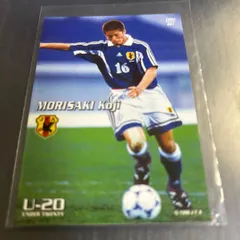 16
MORISAKI Koji
U-20
UNDER TWENTY